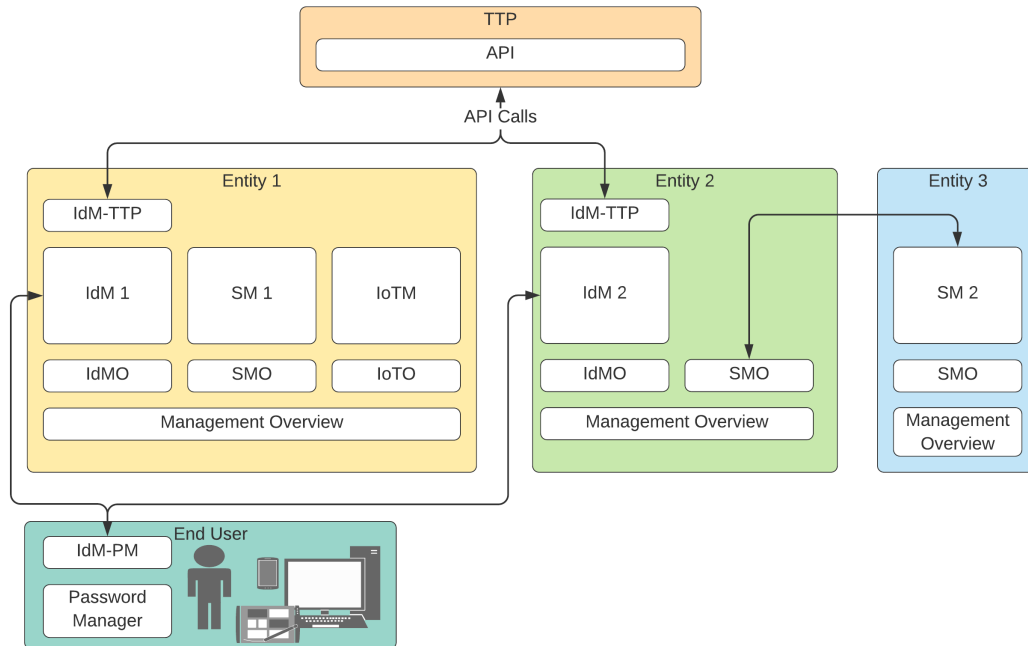 TTP
API
API Calls
Entity 1
IdM-TTP
IdM 1
SM 1
IoTM
IdMO
SMO
IoTO
Management Overview
Entity 2
IdM-TTP
IdM 2
IdMO
SMO
Management Overview
Entity 3
SM 2
SMO
Management
Overview
End User
IdM-PM
Password
Manager